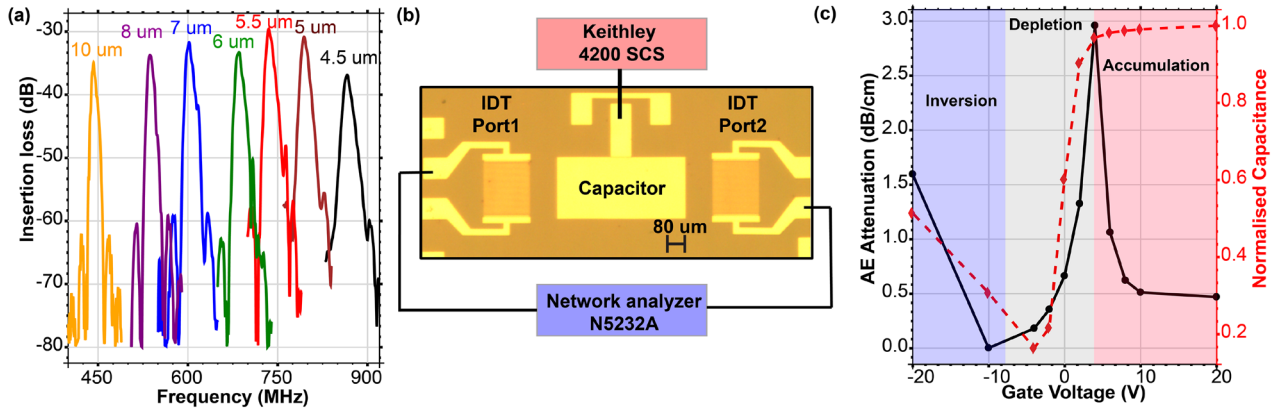 (a)
10 um
8 um
7 um
6 um
5.5 um
5 um
4.5 um
-30
-40
-50
-60
-70
-80
Insertion loss (dB)
450
600
750
900
Frequency (MHz)
(b)
Keithley
4200 SCS
IDT
Port1
IDT
Port2
Capacitor
80 um
Network analyzer
N5232A
(c)
3.0
2.5
2.0
1.5
1.0
0.5
0.0
AE Attenuation (dB/cm)
Inversion
Depletion
Accumulation
1.0
0.8
0.6
0.4
0.2
Normalised Capacitance
-20
-10
0
10
20
Gate Voltage (V)